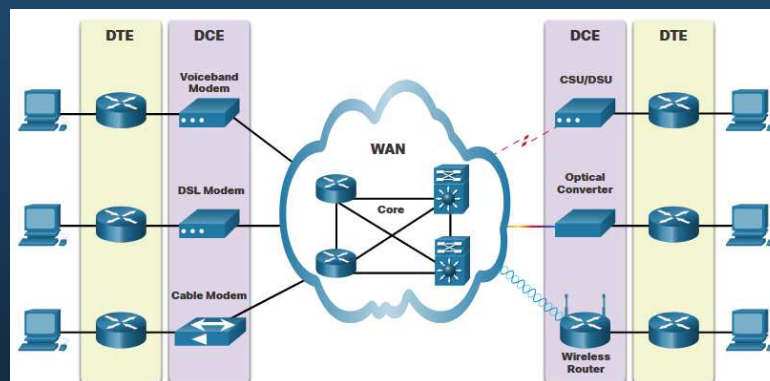 DTE
DCE
DCE
DTE
Voiceband
Modem
CSU/DSU
WAN
DSL Modem
Core
Optical
Converter
Cable Modem
Wireless
Router